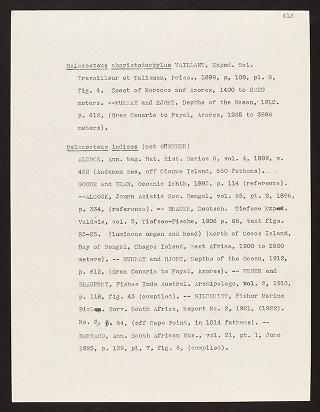 413
Malacosteus choristodactylus VAILLANT, Exped. Sci.
Travailleur et Talisman, Poiss., 1888, p. 108, pl. 8,
fig. 4. Coast of Morocco and Azores, 1400 to 2220
meters. --MURRAY and HJORT, Depths of the Ocean, 1912.
p. 612, (Gran Canaria to Fayal, Azores, 1235 to 3886
meters).
Malacosteus indicus (not GÜNTHER)
ALCOCK, Ann. Mag. Nat. Hist. Series 6, vol. 4, 1889, p.
452 (Andaman Sea, off Cinque Island, 650 fathoms). --
GOODE and BEAN, Oceanic Ichth, 1895, p. 114 (reference).
--ALCOCK, Journ Asiatic Soc. Bengal, vol. 65, pt. 2, 1896,
p. 334, (reference). -- BRAUER, Deutsch. Tiefsee Exped.
Valdivia, vol. 5, Tiefsee-Fische, 1906 p. 65, text figs.
23-25, (luminous organ and head) (north of Cocos Island,
Bay of Bengal, Chagos Island, West Africa, 1900 to 2500
meters). -- MURRAY and HJORT, Depths of the Ocean, 1912,
p. 612, (Gran Canaria to Fayal, Azores). -- WEBER and
BEAUFORT, Fishes Indo Austral. Archipelago, vol. 2, 1913,
p. 118, fig. 43 (compiled). -- GILCHRIST, Fisher Marine
Biol. Surv. South Africa, Report No. 2, 1921, (1922).
No. 3, p. 54, (off Cape Point, in 1014 fathoms). --
BARNARD, Ann. South African Mus., vol. 21, pt. 1, June
1925, p. 139, pl. 7, fig. 5, (compiled).